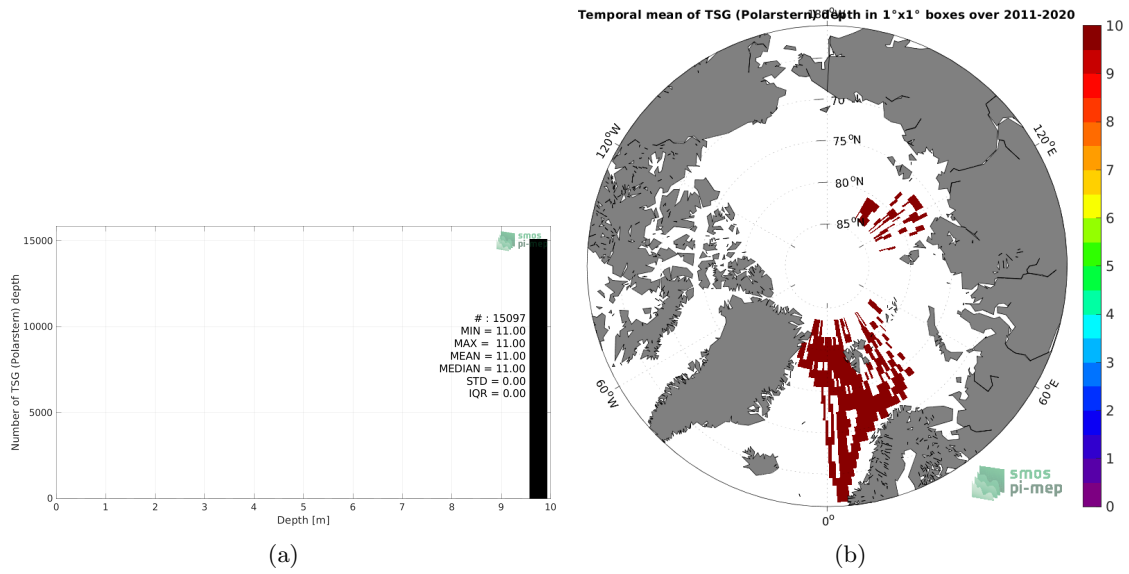 Number of TSG (Polarstern) depth
15000
10000
5000
0
smos
pi-mep
# : 15097
MIN = 11.00
MAX = 11.00
MEAN = 11.00
MEDIAN = 11.00
STD = 0.00
IQR = 0.00
0 1 2 3 4 5 6 7 8 9 10
Depth [m]
(a)
Temporal mean of TSG (Polarstern) depth in 1°x1° boxes over 2011-2020
180°W
120°W
120°E
70°N
75°N
80°N
85°N
60°W
60°E
0°
smos
pi-mep
10
9
8
7
6
5
4
3
2
1
0
(b)